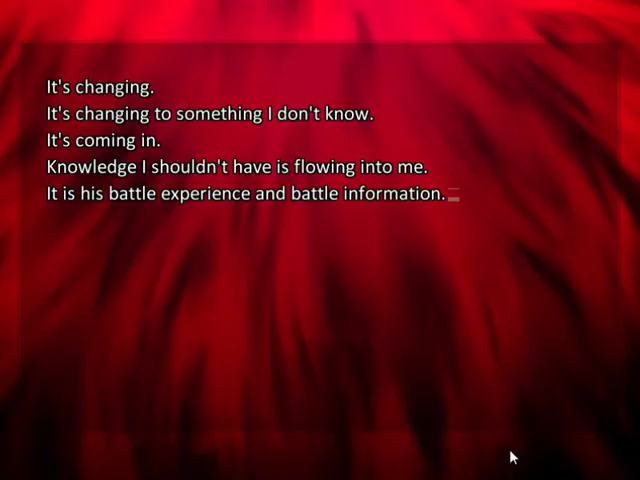 It's changing.
It's changing to something I don't know.
It's coming in.
Knowledge I shouldn't have is flowing into me.
It is his battle experience and battle information.